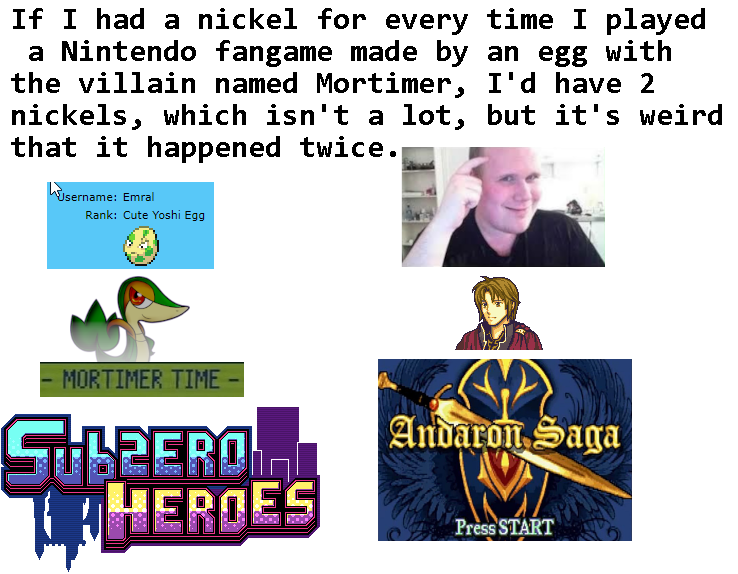 If I had a nickel for every time I played
a Nintendo fangame made by an egg with
the villain named Mortimer, I'd have 2
nickels, which isn't a lot, but it's weird
that it happened twice.
Username: Emral
Rank: Cute Yoshi Egg
- MORTIMER TIME -
SubZERO
HEROES
Andaron Saga
Press START